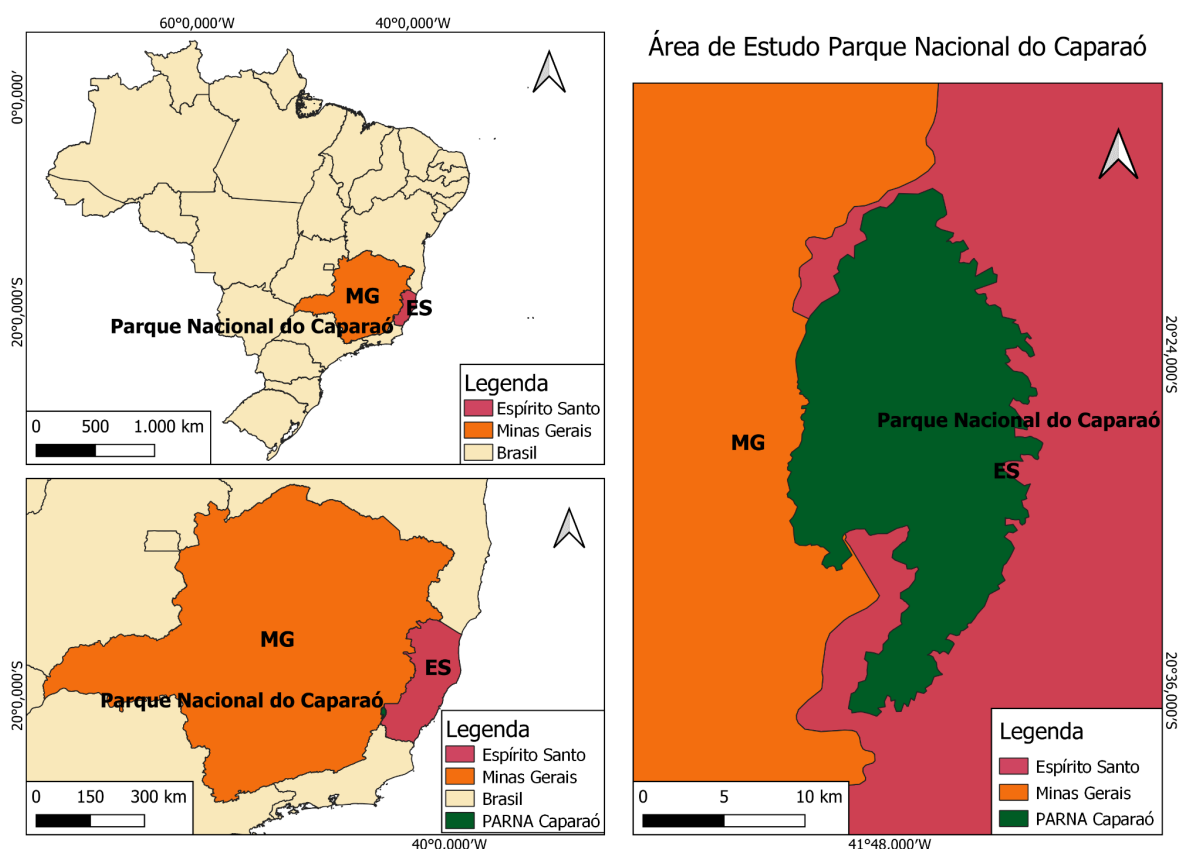 60°0,000'W
40°0,000'W
0°0,000'
20°0,000'S
MG
ES
Parque Nacional do Caparaó
Legenda
Espírito Santo
Minas Gerais
Brasil
0 500 1.000 km
MG
ES
Parque Nacional do Caparaó
20°0,000'S
Legenda
Espírito Santo
Minas Gerais
Brasil
PARNA Caparaó
0 150 300 km
40°0,000'W
Área de Estudo Parque Nacional do Caparaó
20°24,000'S
Parque Nacional do Caparaó
MG
ES
20°36,000'S
Legenda
Espírito Santo
Minas Gerais
PARNA Caparaó
0 5 10 km
41°48,000'W